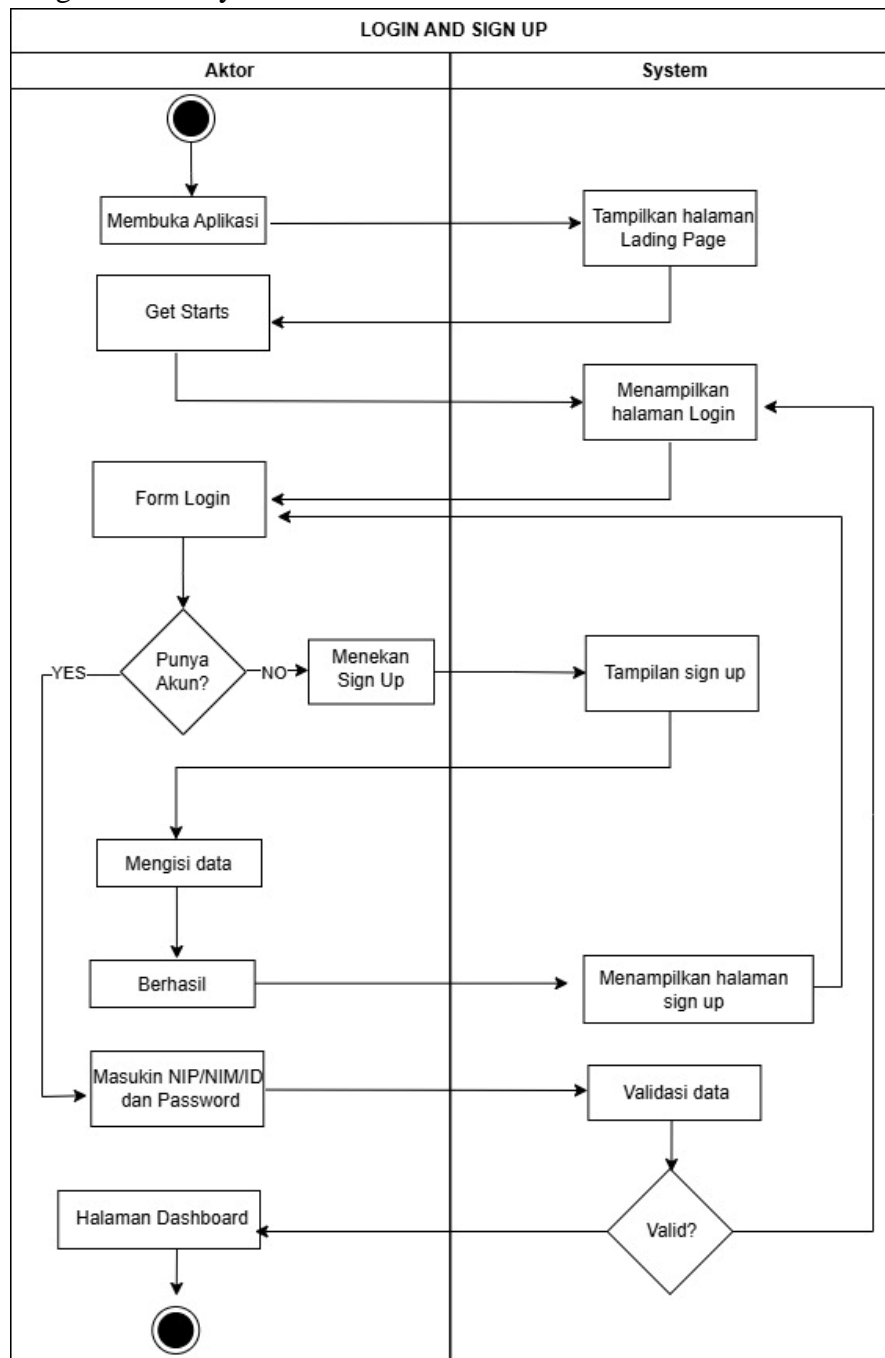 LOGIN AND SIGN UP
Aktor
System
Membuka Aplikasi
Tampilkan halaman
Lading Page
Get Starts
Menampilkan
halaman Login
Form Login
Punya
Akun?
YES
NO
Menekan
Sign Up
Tampilan sign up
Mengisi data
Berhasil
Menampilkan halaman
sign up
Masukin NIP/NIM/ID
dan Password
Validasi data
Halaman Dashboard
Valid?